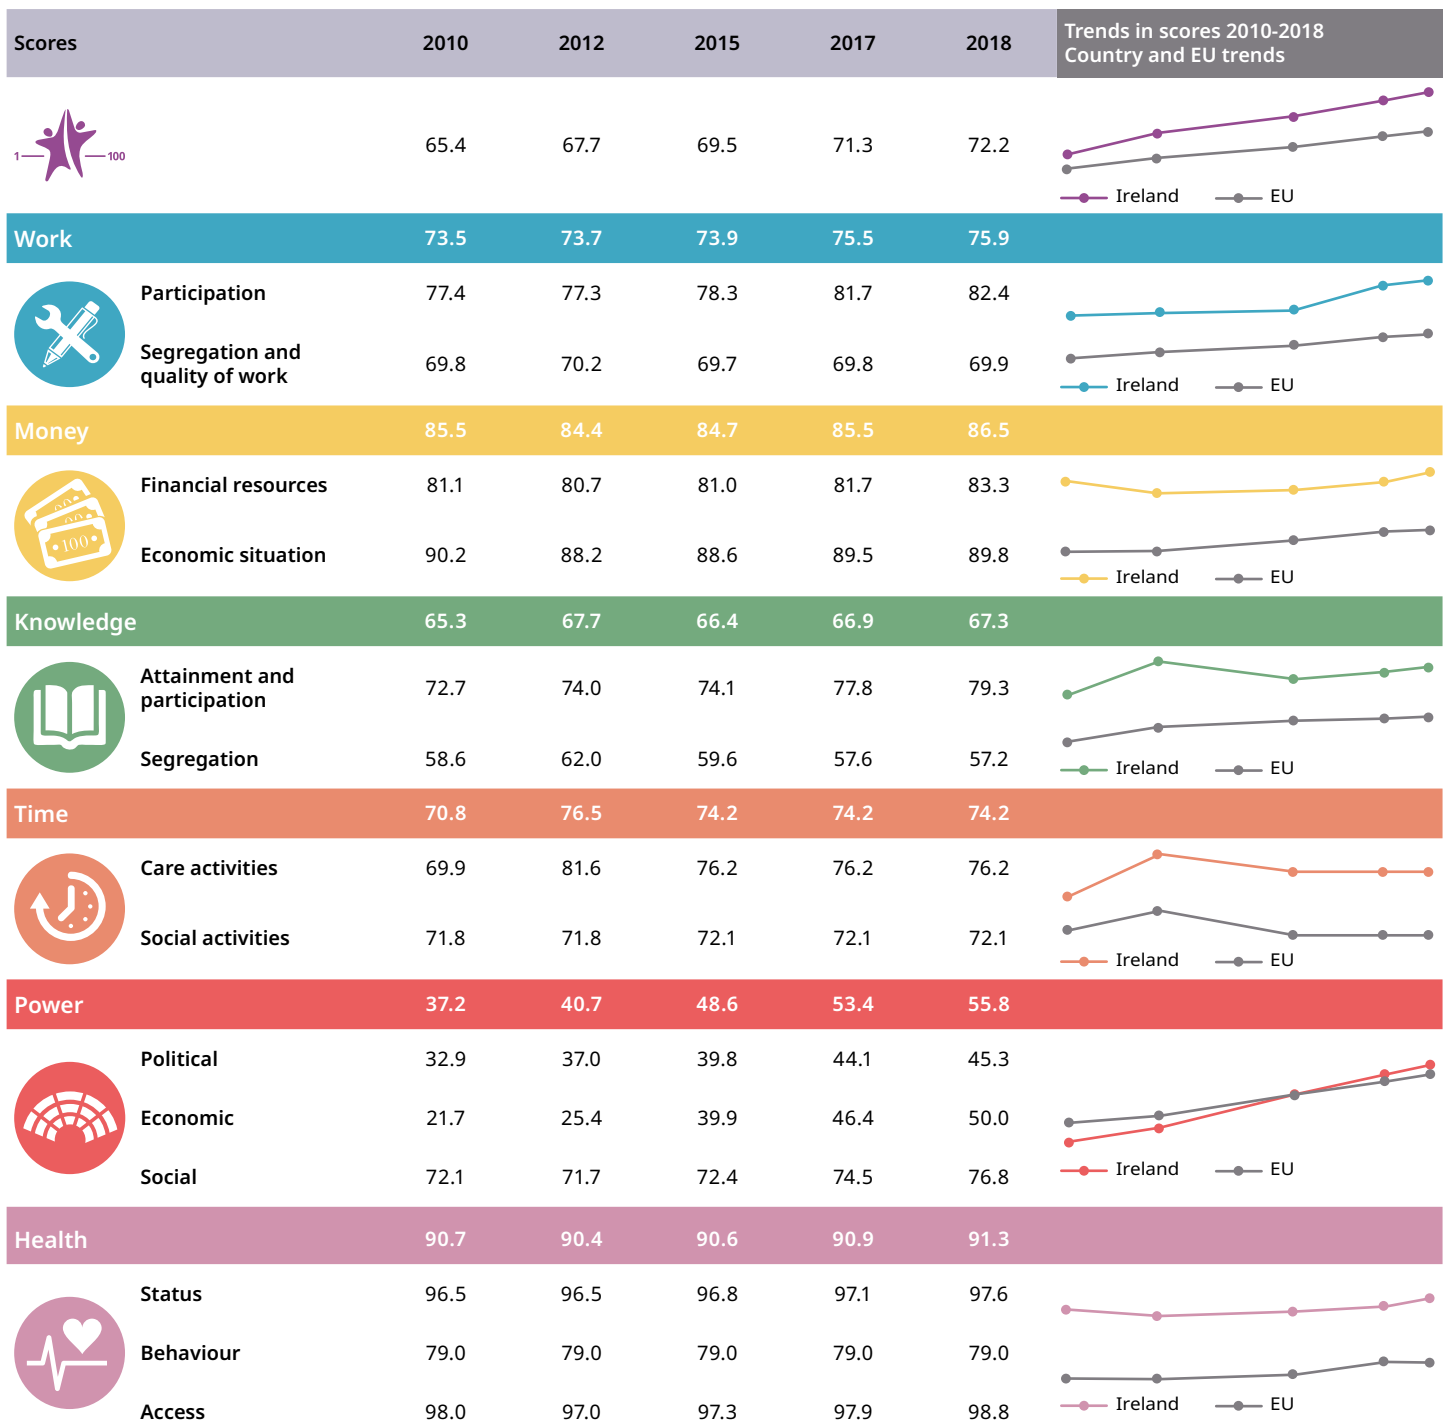 Scores 2010 2012 2015 2017 2018 Trends in scores 2010-2018
Country and EU trends
1 100 65.4 67.7 69.5 71.3 72.2
Ireland EU
Work 73.5 73.7 73.9 75.5 75.9
Participation 77.4 77.3 78.3 81.7 82.4
Segregation and
quality of work 69.8 70.2 69.7 69.8 69.9
Ireland EU
Money 85.5 84.4 84.7 85.5 86.5
Financial resources 81.1 80.7 81.0 81.7 83.3
100
Economic situation 90.2 88.2 88.6 89.5 89.8
Ireland EU
Knowledge 65.3 67.7 66.4 66.9 67.3
Attainment and
participation 72.7 74.0 74.1 77.8 79.3
Segregation 58.6 62.0 59.6 57.6 57.2
Ireland EU
Time 70.8 76.5 74.2 74.2 74.2
Care activities 69.9 81.6 76.2 76.2 76.2
Social activities 71.8 71.8 72.1 72.1 72.1
Ireland EU
Power 37.2 40.7 48.6 53.4 55.8
Political 32.9 37.0 39.8 44.1 45.3
Economic 21.7 25.4 39.9 46.4 50.0
Social 72.1 71.7 72.4 74.5 76.8
Ireland EU
Health 90.7 90.4 90.6 90.9 91.3
Status 96.5 96.5 96.8 97.1 97.6
Behaviour 79.0 79.0 79.0 79.0 79.0
Access 98.0 97.0 97.3 97.9 98.8
Ireland EU